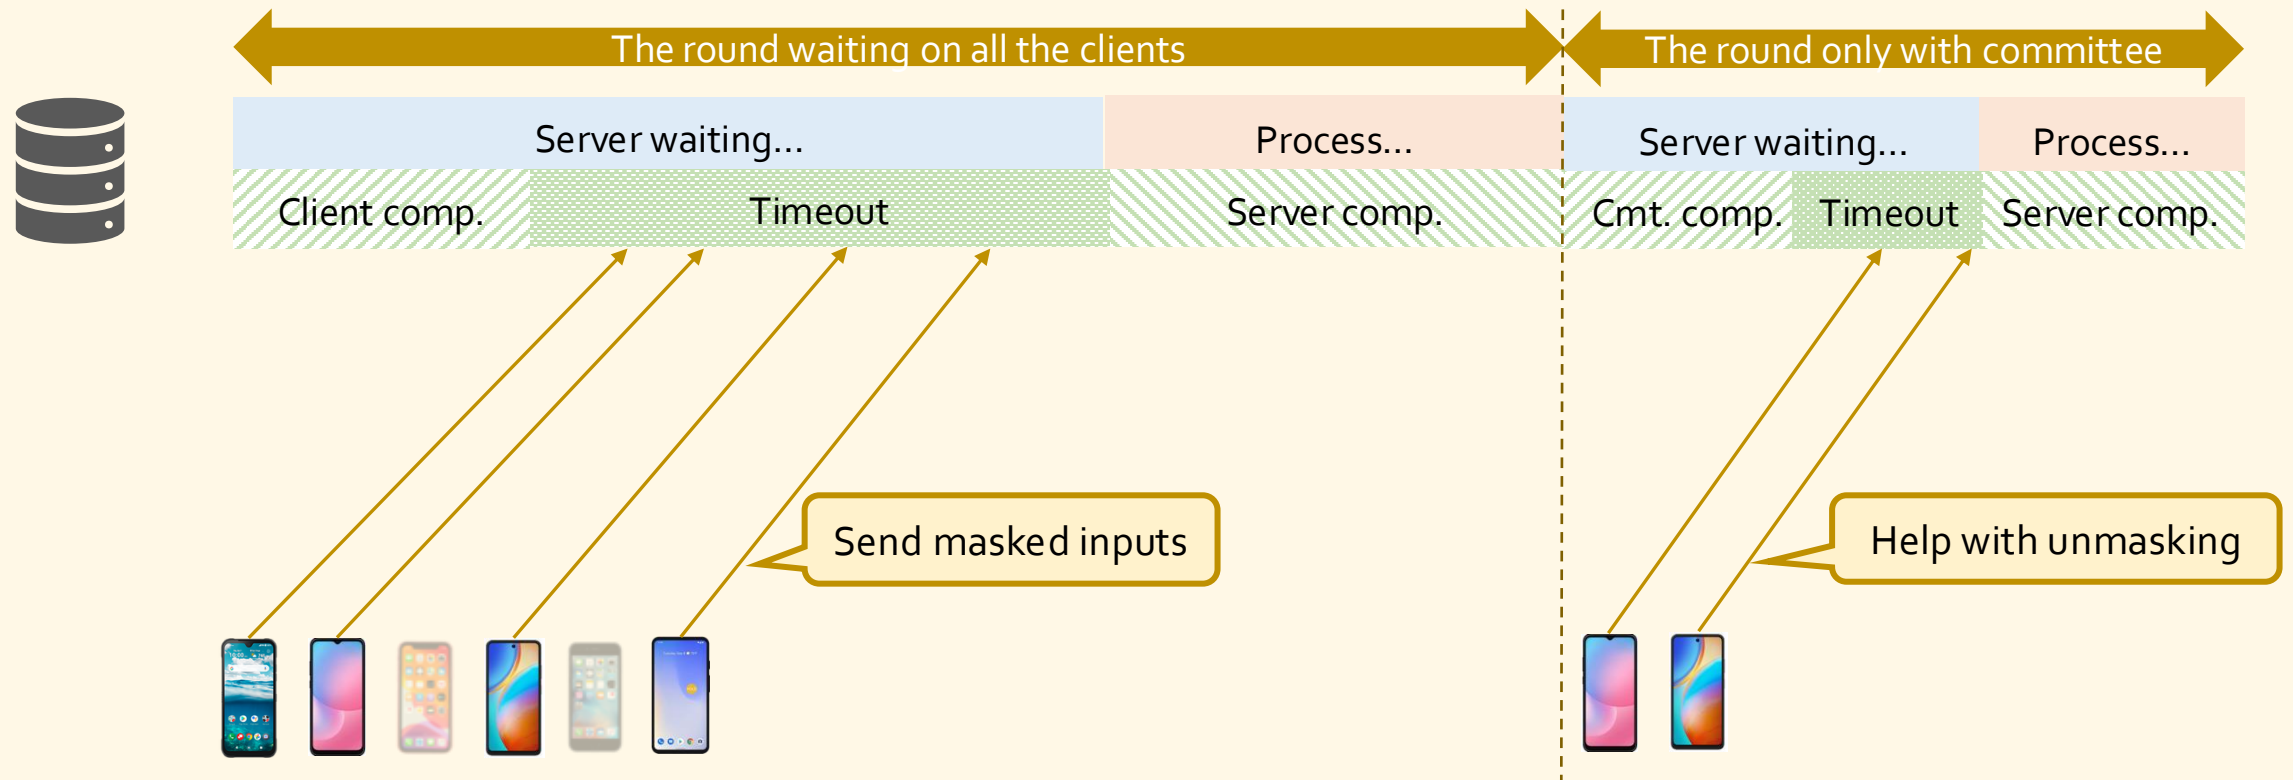 The round waiting on all the clients
The round only with committee
Server waiting...
Process...
Server waiting...
Process...
Client comp.
Timeout
Server comp.
Cmt. comp.
Timeout
Server comp.
Send masked inputs
Help with unmasking